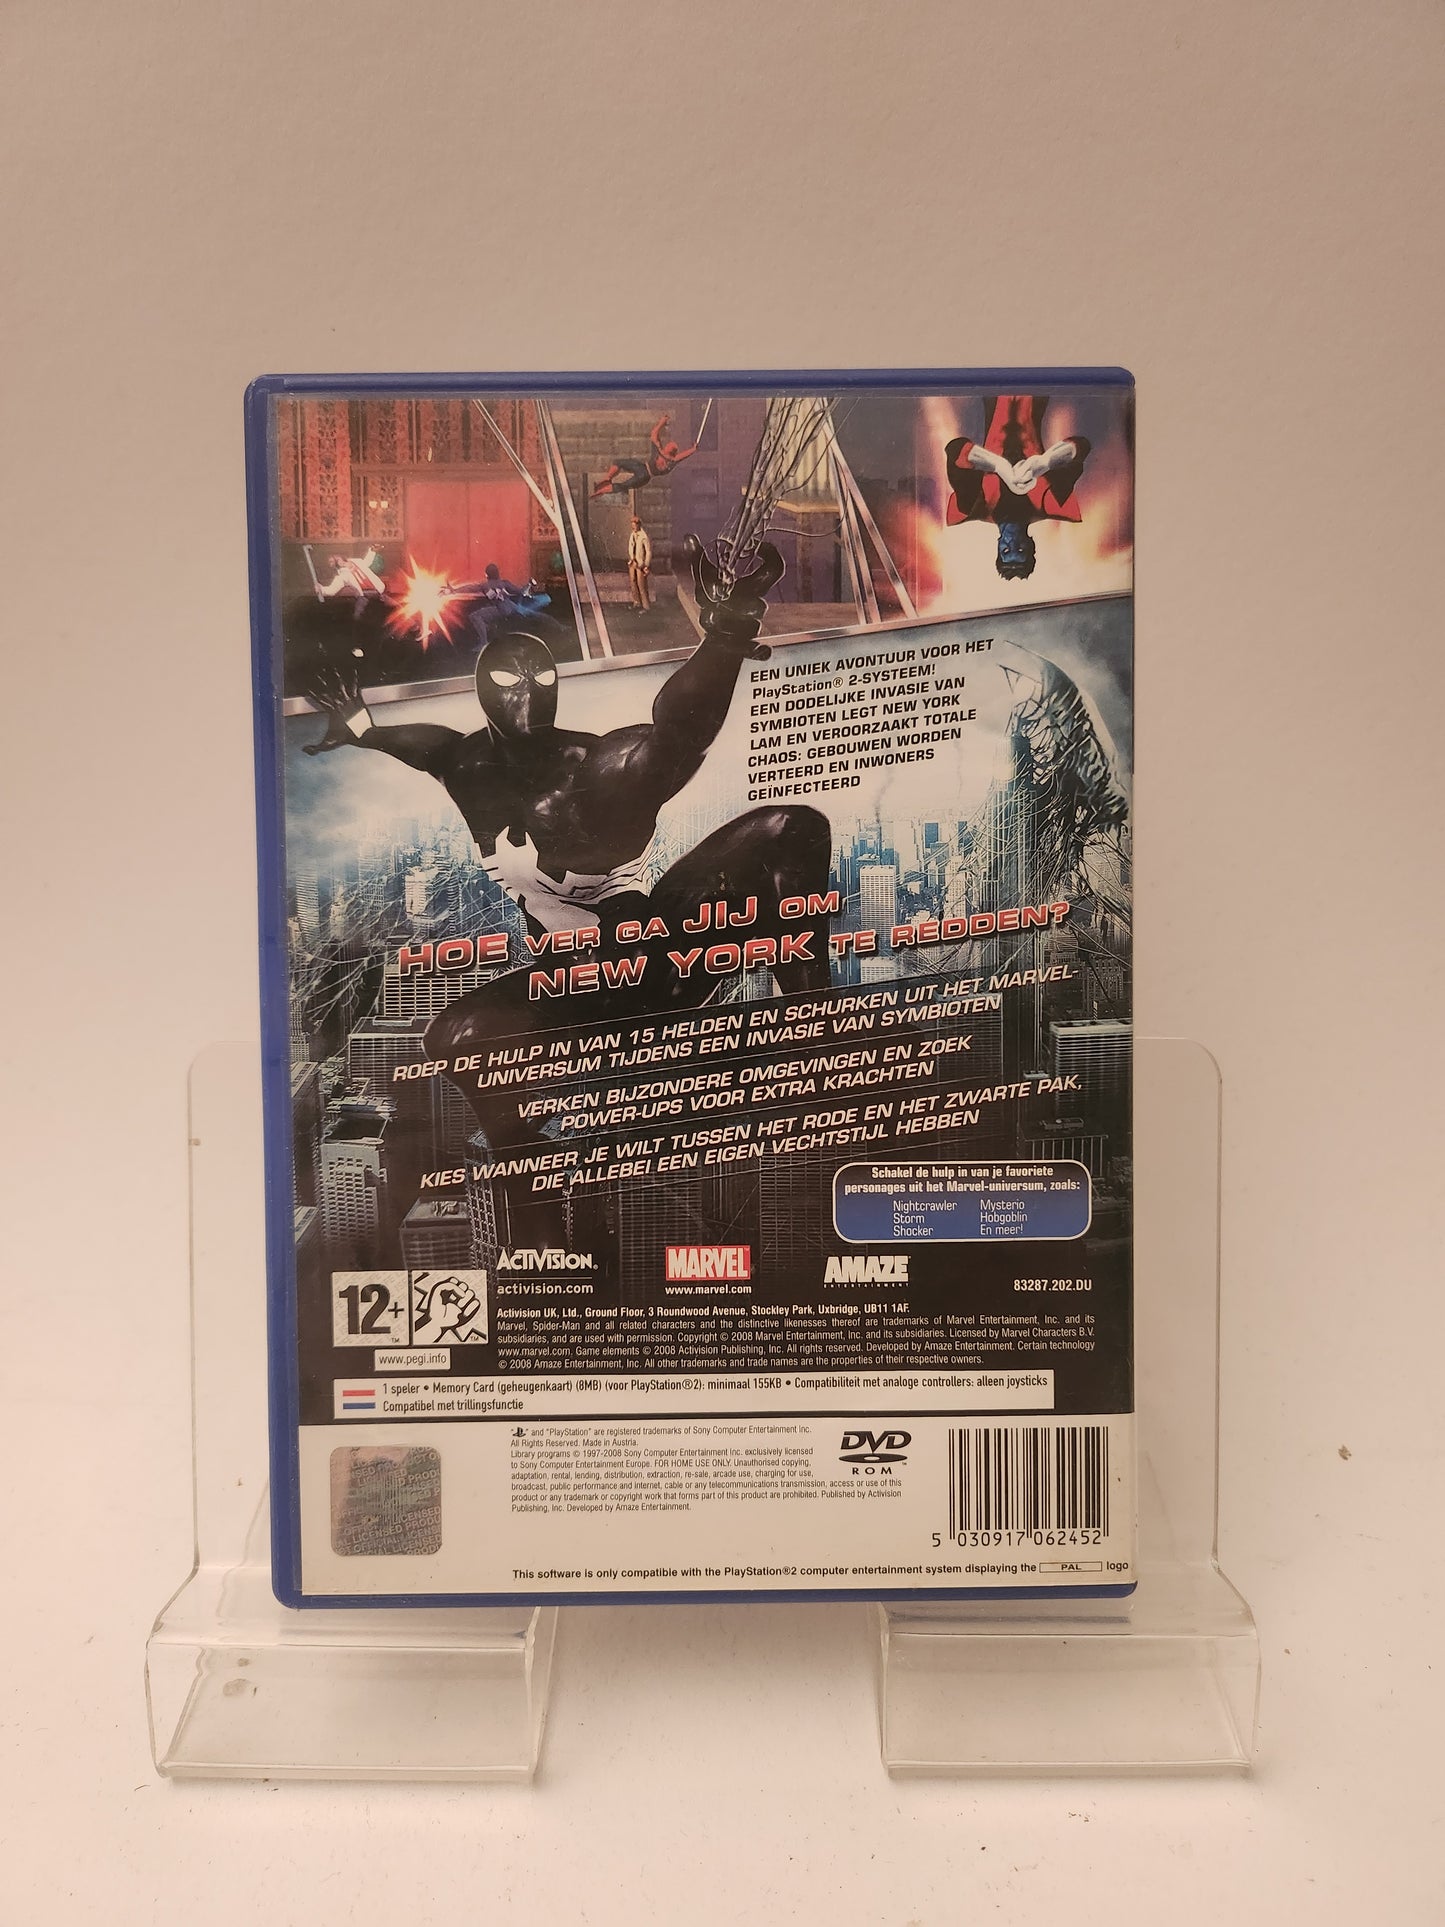 EEN UNIEK AVONTUUR VOOR HET
PlayStation® 2-SYSTEEM!
EEN DODELIJKE INVASIE VAN
SYMBIOTEN LEGT NEW YORK
LAM EN VEROORZAAKT TOTALE
CHAOS: GEBOUWEN WORDEN
VERTEERD EN INWONERS
GEÏNFECTEERD
HOE VER GA JIJ OM
NEW YORK TE REDDEN?
ROEP DE HULP IN VAN 15 HELDEN EN SCHURKEN UIT HET MARVEL-
UNIVERSUM TIJDENS EEN INVASIE VAN SYMBIOTEN
VERKEN BIJZONDERE OMGEVINGEN EN ZOEK
POWER-UPS VOOR EXTRA KRACHTEN
KIES WANNEER JE WILT TUSSEN HET RODE EN HET ZWARTE PAK,
DIE ALLEBEI EEN EIGEN VECHTSTIJL HEBBEN
Schakel de hulp in van je favoriete
personages uit het Marvel-universum, zoals:
Nightcrawler Mysterio
Storm Hobgoblin
Shocker En meer!
ACTIVISION® MARVEL AMAZE
ENTERTAINMENT
activision.com www.marvel.com 83287.202.DU
12+™
www.pegi.info
Activision UK, Ltd., Ground Floor, 3 Roundwood Avenue, Stockley Park, Uxbridge, UB11 1AF.
Marvel, Spider-Man and all related characters and the distinctive likenesses thereof are trademarks of Marvel Entertainment, Inc. and its
subsidiaries, and are used with permission. Copyright © 2008 Marvel Entertainment, Inc. and its subsidiaries. Licensed by Marvel Characters B.V.
www.marvel.com. Game elements © 2008 Activision Publishing, Inc. All rights reserved. Developed by Amaze Entertainment. Certain technology
© 2008 Amaze Entertainment, Inc. All other trademarks and trade names are the properties of their respective owners.
1 speler • Memory Card (geheugenkaart) (8MB) (voor PlayStation®2): minimaal 155KB • Compatibiliteit met analoge controllers: alleen joysticks
Compatibel met trillingsfunctie
" " and "PlayStation" are registered trademarks of Sony Computer Entertainment Inc.
All Rights Reserved. Made in Austria.
Library programs © 1997-2008 Sony Computer Entertainment Inc. exclusively licensed
to Sony Computer Entertainment Europe. FOR HOME USE ONLY. Unauthorised copying,
adaptation, rental, lending, distribution, extraction, re-sale, arcade use, charging for use,
broadcast, public performance and internet, cable or any telecommunications transmission, access or use of this
product or any trademark or copyright work that forms part of this product are prohibited. Published by Activision
Publishing, Inc. Developed by Amaze Entertainment.
DVD
ROM
5 030917 062452
This software is only compatible with the PlayStation®2 computer entertainment system displaying the PAL logo